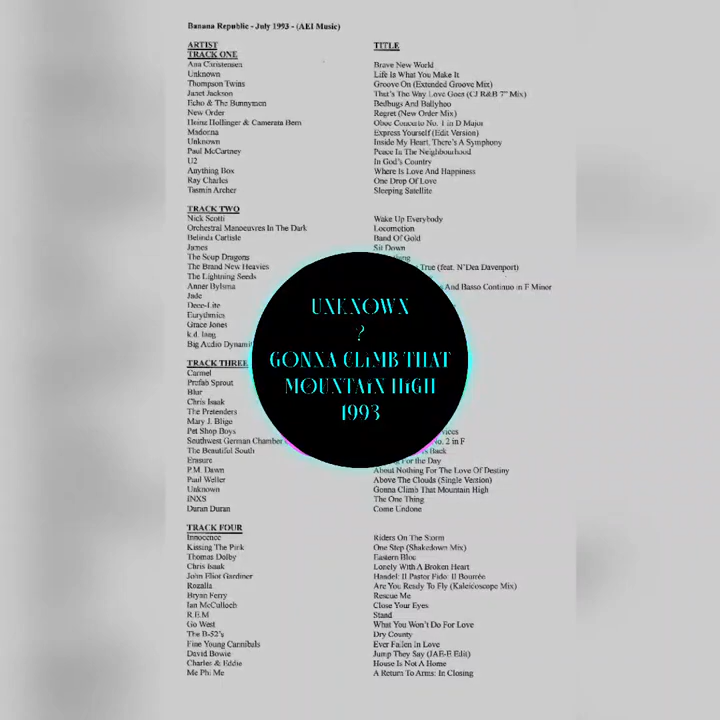 Banana Republic - July 1993 - (AEI Music)
ARTIST TITLE
TRACK ONE
Ana Christensen Brave New World
Unknown Life Is What You Make It
Thompson Twins Groove On (Extended Groove Mix)
Janet Jackson That's The Way Love Goes (CJ R&B 7" Mix)
Echo & The Bunnymen Bedbugs And Ballyhoo
New Order Regret (New Order Mix)
Heinz Hollinger & Camerata Bern Oboe Concerto No. 1 in D Major
Madonna Express Yourself (Edit Version)
Unknown Inside My Heart, There's A Symphony
Paul McCartney Peace In The Neighbourhood
U2 In God's Country
Anything Box Where Is Love And Happiness
Ray Charles One Drop Of Love
Tasmin Archer Sleeping Satellite
TRACK TWO
Nick Scotti Wake Up Everybody
Orchestral Manoeuvres In The Dark Locomotion
Belinda Carlisle Band Of Gold
James Sit Down
The Soup Dragons
The Brand New Heavies True (feat. N'Dea Davenport)
The Lightning Seeds
Anner Bylsma And Basso Continuo in F Minor
Jade
Deee-Lite
Eurythmics
Grace Jones
k.d. lang
Big Audio Dynami
TRACK THREE
Carmel
Prefab Sprout
Blur
Chris Isaak
The Pretenders
Mary J. Blige
Pet Shop Boys
Southwest German Chamber No. 2 in F
The Beautiful South Back
Erasure For the Day
P.M. Dawn About Nothing For The Love Of Destiny
Paul Weller Above The Clouds (Single Version)
Unknown Gonna Climb That Mountain High
INXS The One Thing
Duran Duran Come Undone
TRACK FOUR
Innocence Riders On The Storm
Kissing The Pink One Step (Shakedown Mix)
Thomas Dolby Eastern Bloc
Chris Isaak Lonely With A Broken Heart
John Eliot Gardiner Handel: Il Pastor Fido: Il Bourrée
Rozalla Are You Ready To Fly (Kaleidoscope Mix)
Bryan Ferry Rescue Me
Ian McCulloch Close Your Eyes
R.E.M Stand
Go West What You Won't Do For Love
The B-52's Dry County
Fine Young Cannibals Ever Fallen In Love
David Bowie Jump They Say (JAE-E Edit)
Charles & Eddie House Is Not A Home
Me Phi Me A Return To Arms: In Closing
UNKNOWN
?
GONNA CLiMB THAT
MOUNTAiN HiGH
1993